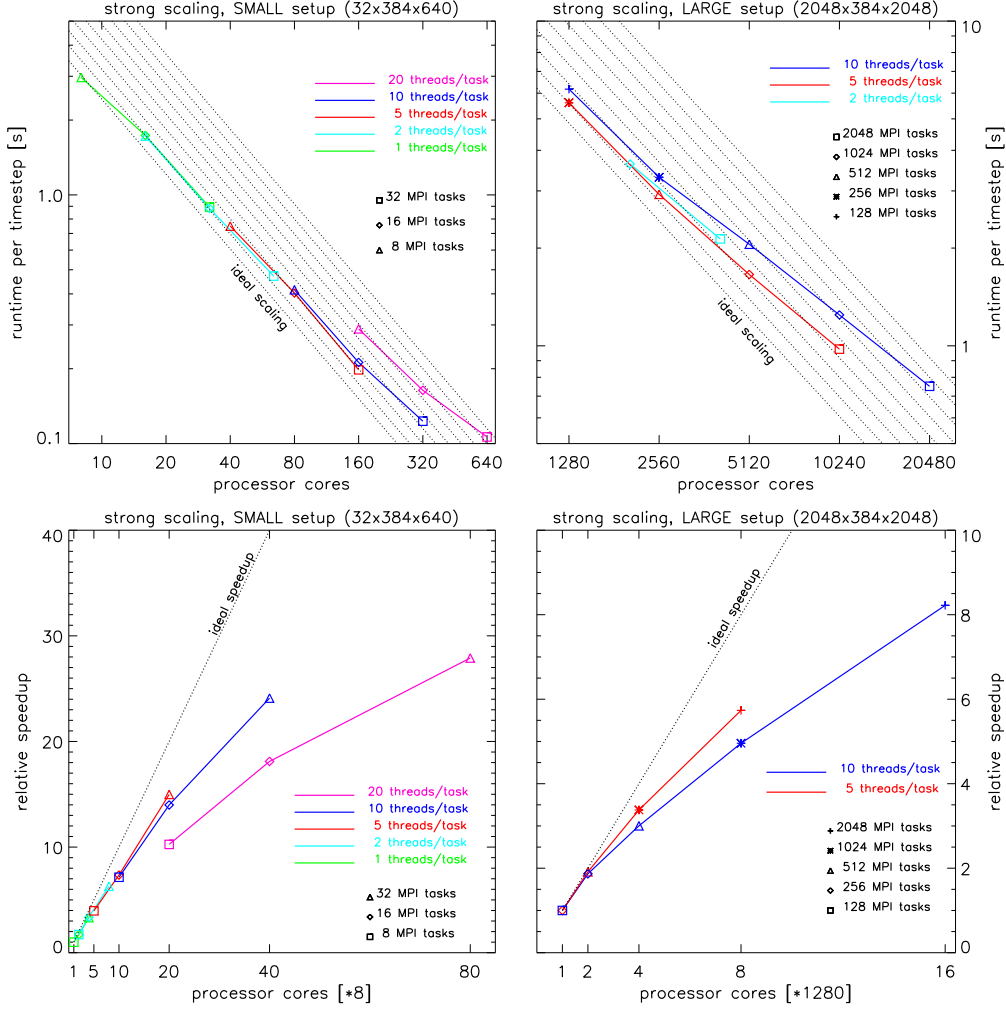 strong scaling, SMALL setup (32x384x640)
20 threads/task
10 threads/task
5 threads/task
2 threads/task
1 threads/task
32 MPI tasks
16 MPI tasks
8 MPI tasks
ideal scaling
runtime per timestep [s]
1.0
0.1
10 20 40 80 160 320 640
processor cores
strong scaling, LARGE setup (2048x384x2048)
10 threads/task
5 threads/task
2 threads/task
2048 MPI tasks
1024 MPI tasks
512 MPI tasks
256 MPI tasks
128 MPI tasks
ideal scaling
10
1
runtime per timestep [s]
1280 2560 5120 10240 20480
processor cores
strong scaling, SMALL setup (32x384x640)
ideal speedup
relative speedup
40
30
20
10
0
20 threads/task
10 threads/task
5 threads/task
2 threads/task
1 threads/task
32 MPI tasks
16 MPI tasks
8 MPI tasks
1 5 10 20 40 80
processor cores [*8]
strong scaling, LARGE setup (2048x384x2048)
ideal speedup
10
8
6
4
2
0
relative speedup
10 threads/task
5 threads/task
2048 MPI tasks
1024 MPI tasks
512 MPI tasks
256 MPI tasks
128 MPI tasks
1 2 4 8 16
processor cores [*1280]